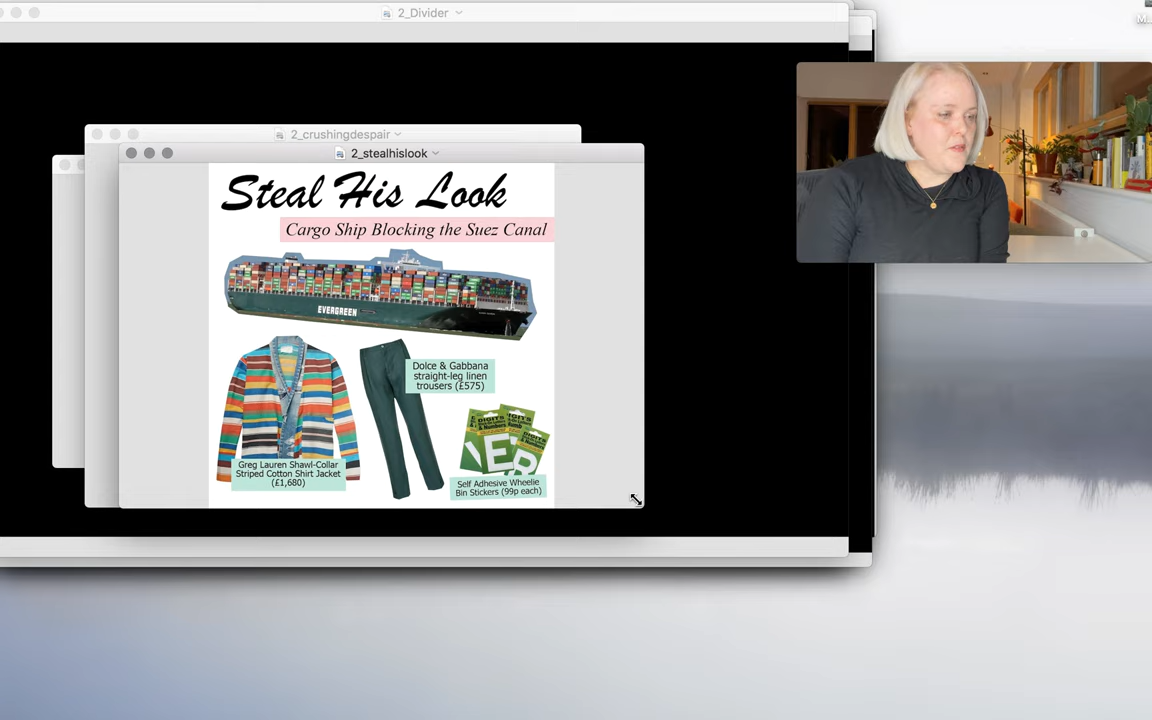 2_Divider
M...
2_crushingdespair
2_stealhislook
Steal His Look
Cargo Ship Blocking the Suez Canal
EVERGREEN
Dolce & Gabbana
straight-leg linen
trousers (£575)
Greg Lauren Shawl-Collar
Striped Cotton Shirt Jacket
(£1,680)
DIGITS
Self Adhesive Wheelie
Bin Stickers (99p each)